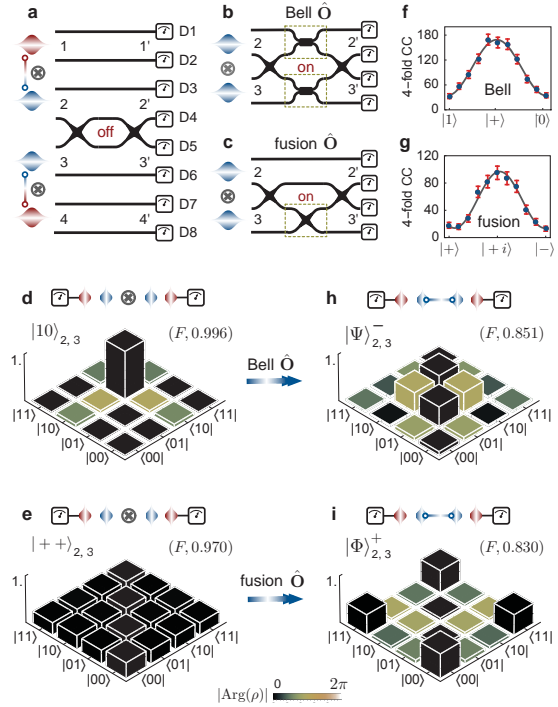 a
1
1'
D1
D2
D3
2
2'
D4
off
D5
3
3'
D6
D7
4
4'
D8
b
Bell Ô
2
2'
on
3
3'
c
fusion Ô
2
2'
on
3
3'
f
4-fold CC
180
120
60
0
Bell
|1⟩
|+⟩
|0⟩
g
4-fold CC
120
80
40
0
fusion
|+⟩
|+i⟩
|−⟩
d
|10⟩2,3
(F, 0.996)
1.
|11⟩
|10⟩
|01⟩
|00⟩
⟨00|
⟨01|
⟨10|
⟨11|
Bell Ô
h
|Ψ⟩−2,3
(F, 0.851)
1.
|11⟩
|10⟩
|01⟩
|00⟩
⟨00|
⟨01|
⟨10|
⟨11|
e
|++⟩2,3
(F, 0.970)
1.
|11⟩
|10⟩
|01⟩
|00⟩
⟨00|
⟨01|
⟨10|
⟨11|
fusion Ô
i
|Φ⟩+2,3
(F, 0.830)
1.
|11⟩
|10⟩
|01⟩
|00⟩
⟨00|
⟨01|
⟨10|
⟨11|
|Arg(ρ)|
0
2π